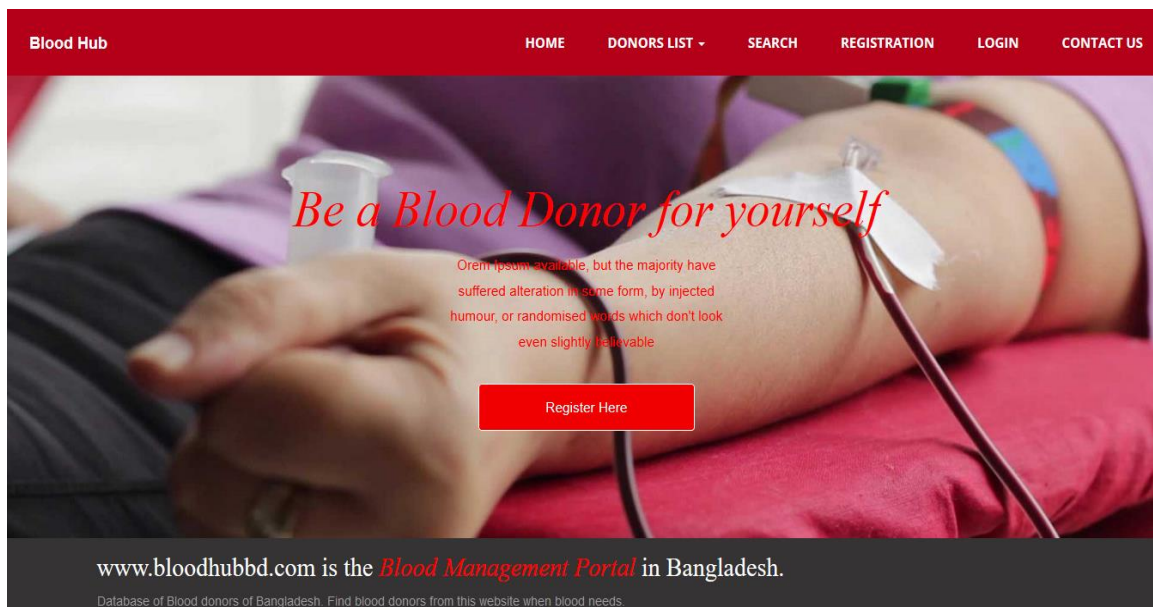 Blood Hub
HOME DONORS LIST SEARCH REGISTRATION LOGIN CONTACT US
Be a Blood Donor for yourself
Orem Ipsum available, but the majority have
suffered alteration in some form, by injected
humour, or randomised words which don't look
even slightly believable
Register Here
www.bloodhubbd.com is the Blood Management Portal in Bangladesh.
Database of Blood donors of Bangladesh. Find blood donors from this website when blood needs.